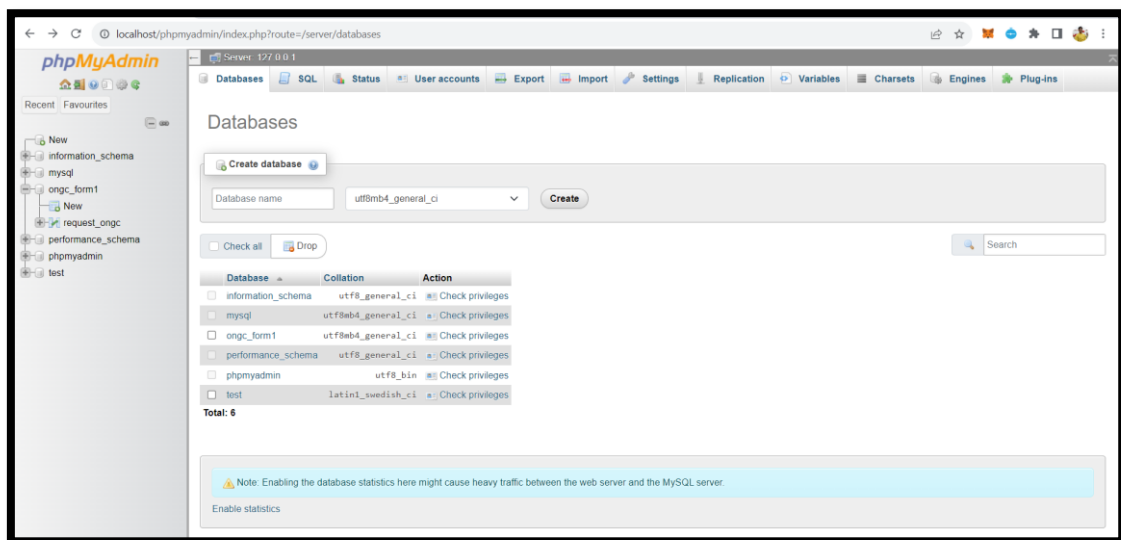 localhost/phpmyadmin/index.php?route=/server/databases
phpMyAdmin
Recent Favourites
New
information_schema
mysql
ongc_form1
New
request_ongc
performance_schema
phpmyadmin
test
Server: 127.0.0.1
Databases SQL Status User accounts Export Import Settings Replication Variables Charsets Engines Plug-ins
Databases
Create database
Database name utf8mb4_general_ci Create
Check all Drop Search
Database Collation Action
information_schema utf8_general_ci Check privileges
mysql utf8mb4_general_ci Check privileges
ongc_form1 utf8mb4_general_ci Check privileges
performance_schema utf8_general_ci Check privileges
phpmyadmin utf8_bin Check privileges
test latin1_swedish_ci Check privileges
Total: 6
Note: Enabling the database statistics here might cause heavy traffic between the web server and the MySQL server.
Enable statistics